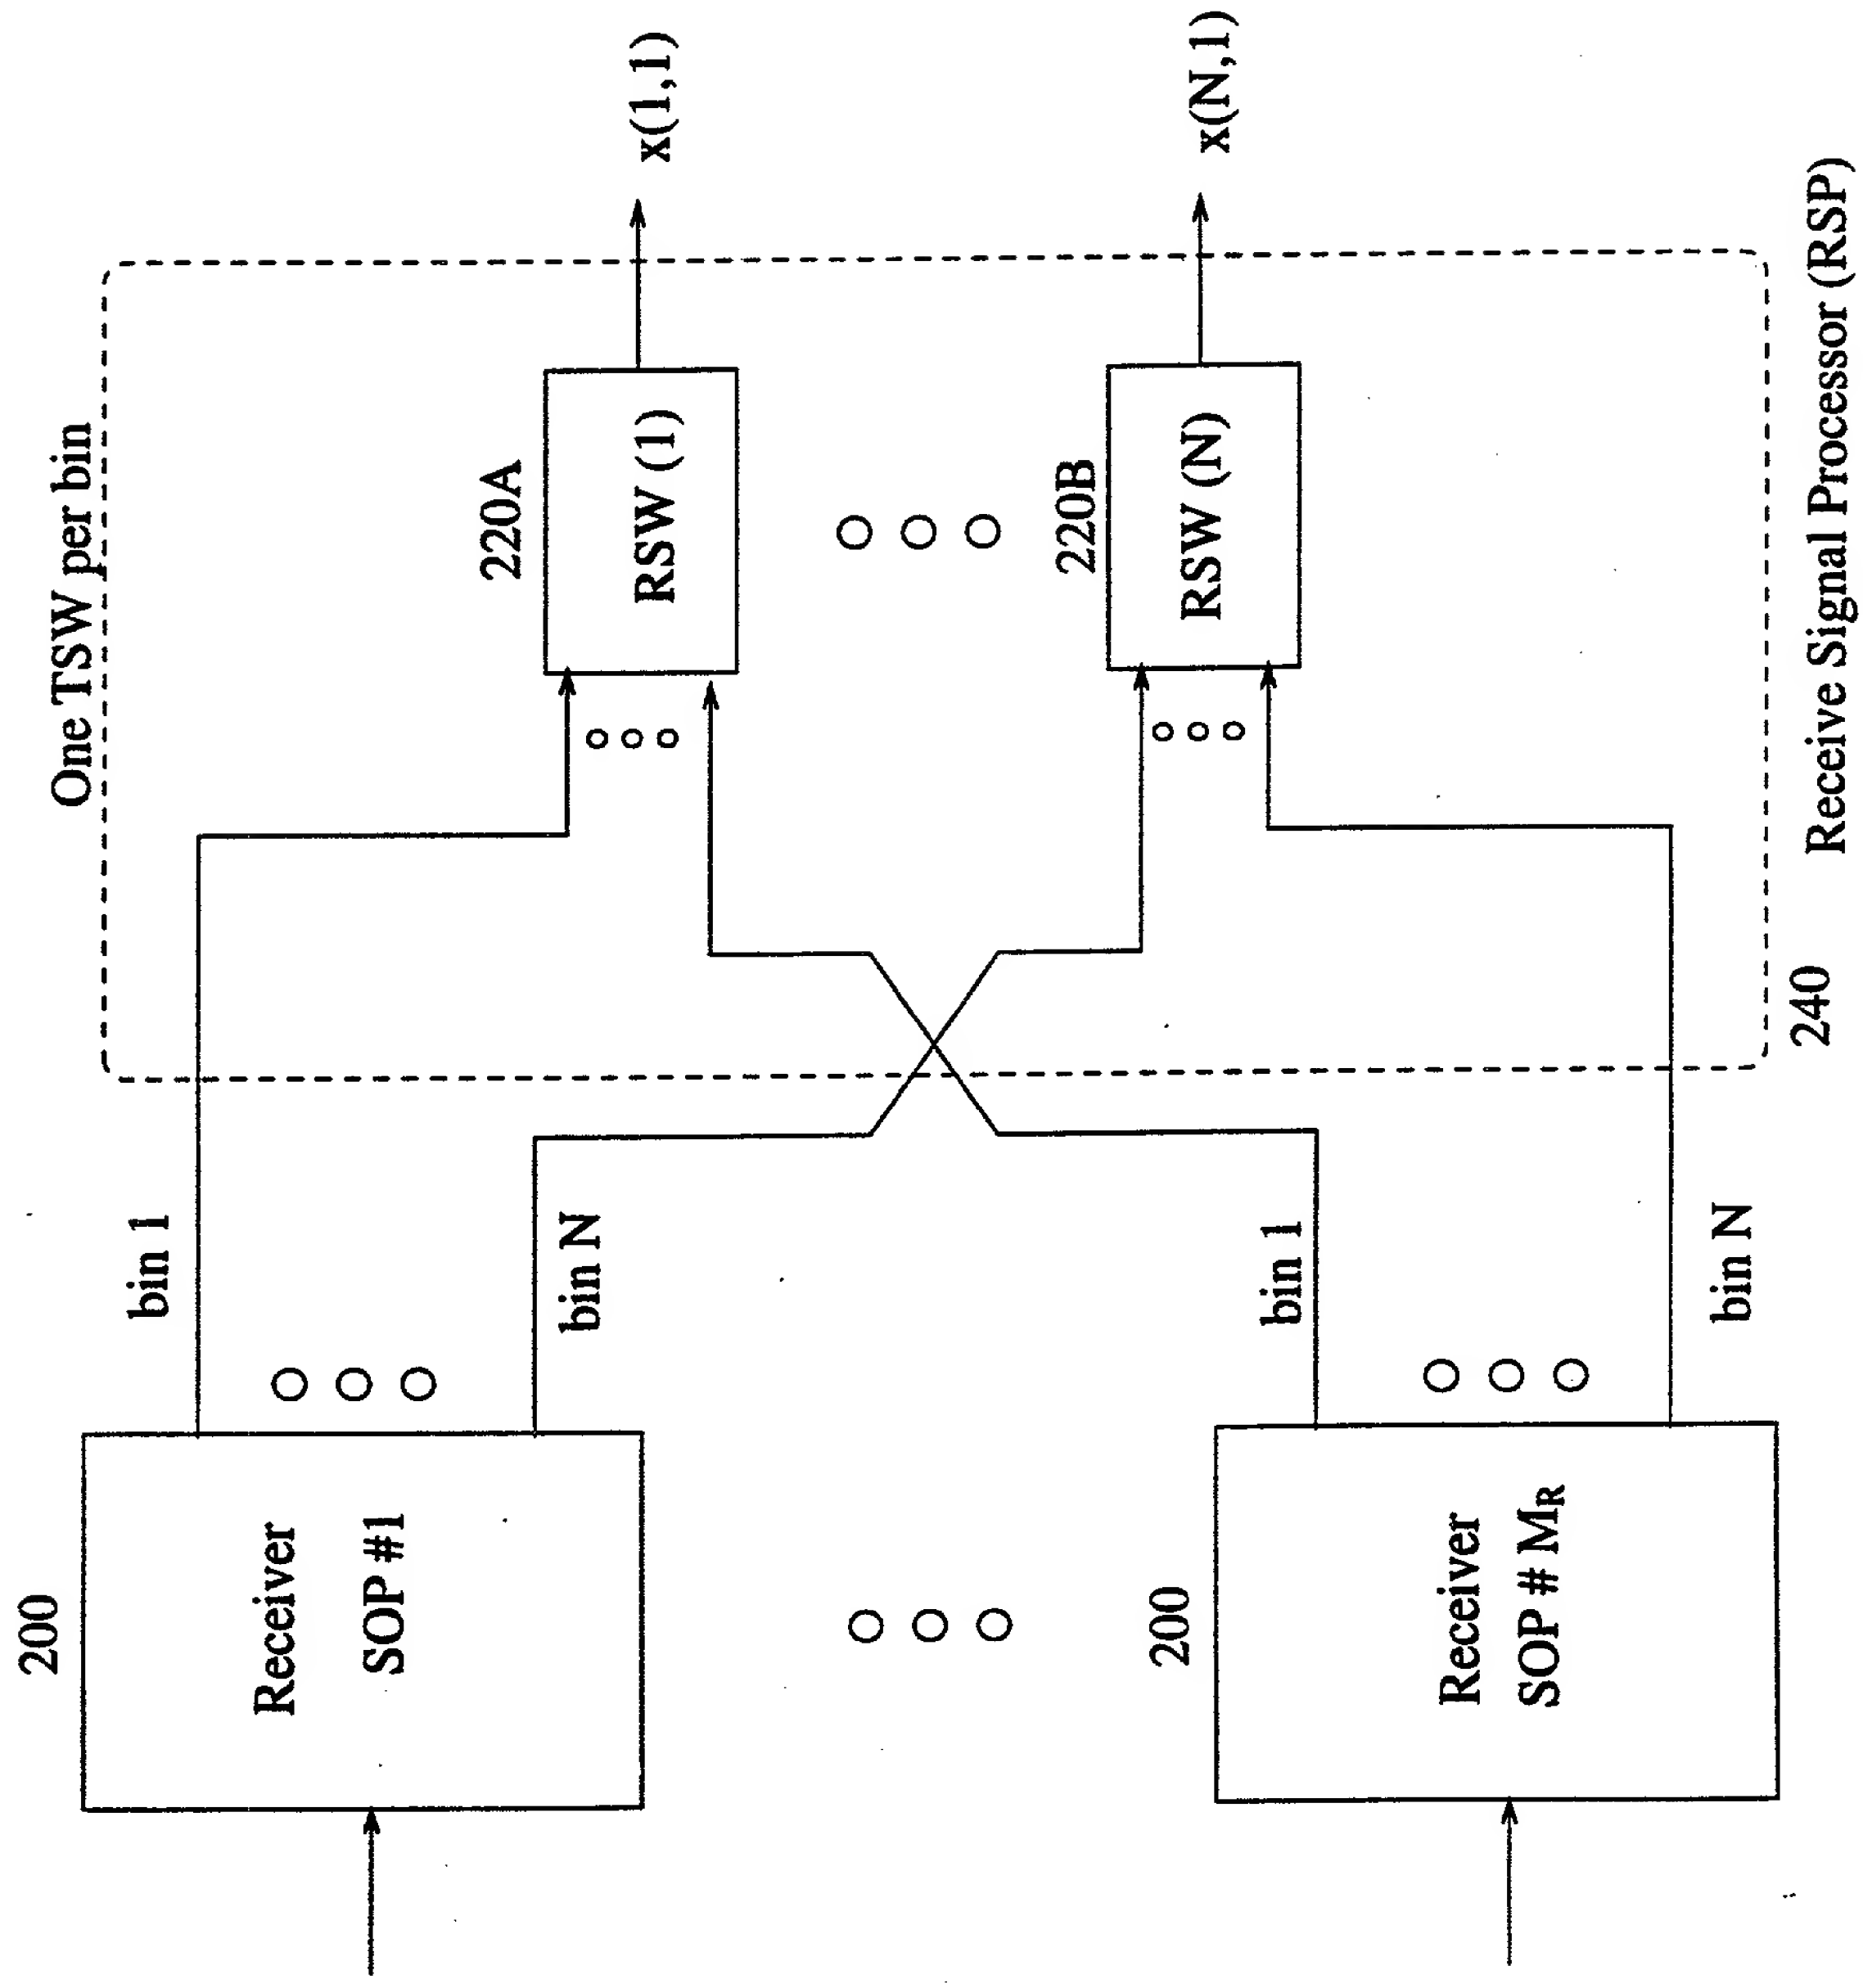 One TSW per bin
200
Receiver
SOP #1
bin 1
bin N
220A
RSW (1)
x(1,1)
220B
RSW (N)
x(N,1)
200
Receiver
SOP # MR
bin 1
bin N
240
Receive Signal Processor (RSP)